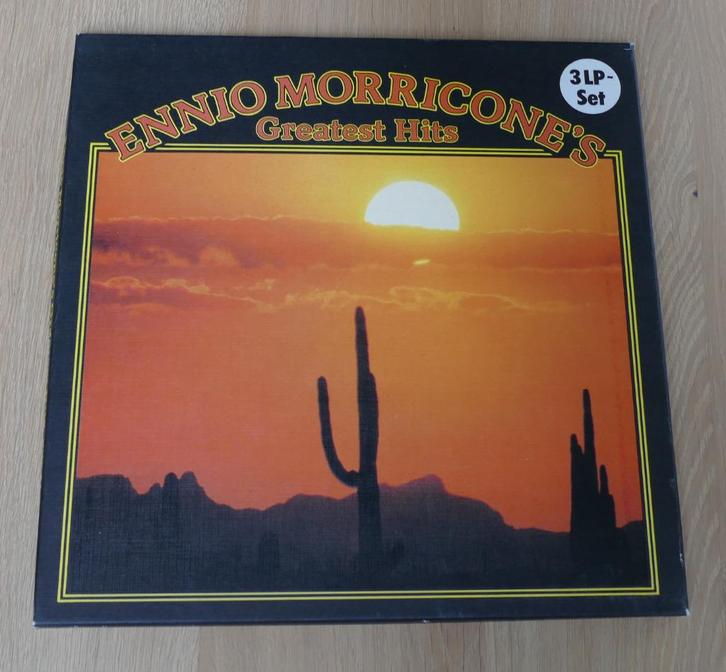 ENNIO MORRICONE'S
Greatest Hits
3 LP-
Set